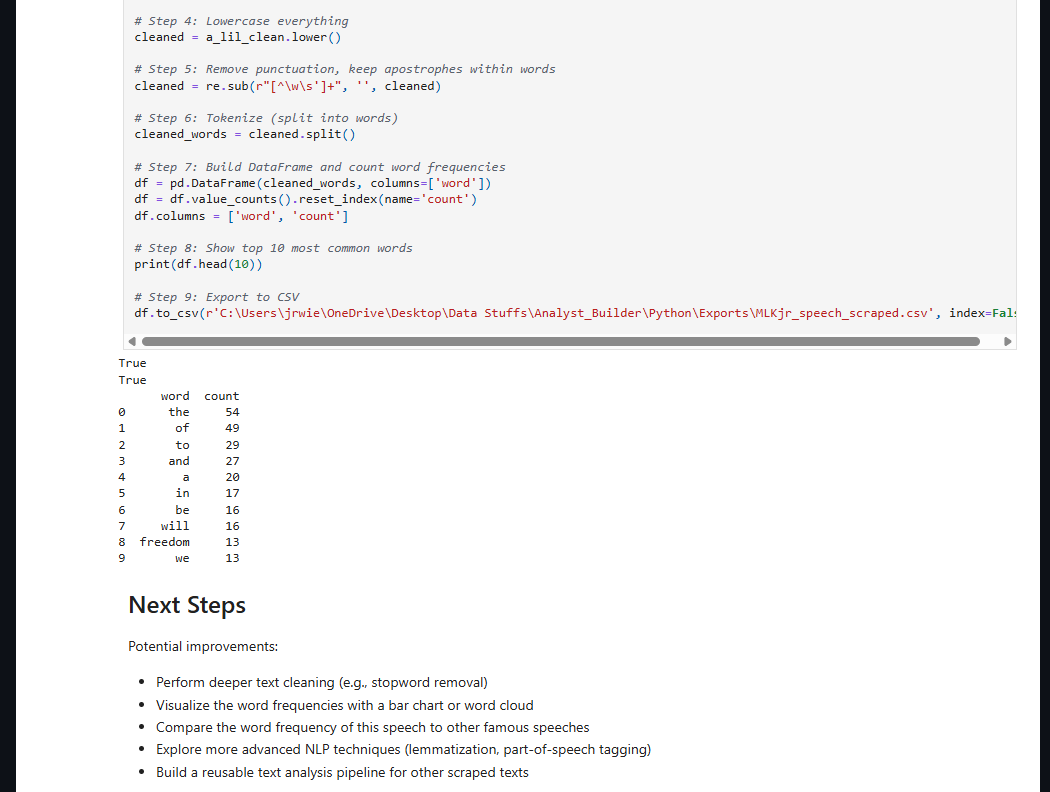 # Step 4: Lowercase everything
cleaned = a_lil_clean.lower()
# Step 5: Remove punctuation, keep apostrophes within words
cleaned = re.sub(r"[^\w\s']+", '', cleaned)
# Step 6: Tokenize (split into words)
cleaned_words = cleaned.split()
# Step 7: Build DataFrame and count word frequencies
df = pd.DataFrame(cleaned_words, columns=['word'])
df = df.value_counts().reset_index(name='count')
df.columns = ['word', 'count']
# Step 8: Show top 10 most common words
print(df.head(10))
# Step 9: Export to CSV
df.to_csv(r'C:\Users\jrwie\OneDrive\Desktop\Data Stuffs\Analyst_Builder\Python\Exports\MLKjr_speech_scraped.csv', index=Fals
True
True
word count
0 the 54
1 of 49
2 to 29
3 and 27
4 a 20
5 in 17
6 be 16
7 will 16
8 freedom 13
9 we 13
Next Steps
Potential improvements:
• Perform deeper text cleaning (e.g., stopword removal)
• Visualize the word frequencies with a bar chart or word cloud
• Compare the word frequency of this speech to other famous speeches
• Explore more advanced NLP techniques (lemmatization, part-of-speech tagging)
• Build a reusable text analysis pipeline for other scraped texts